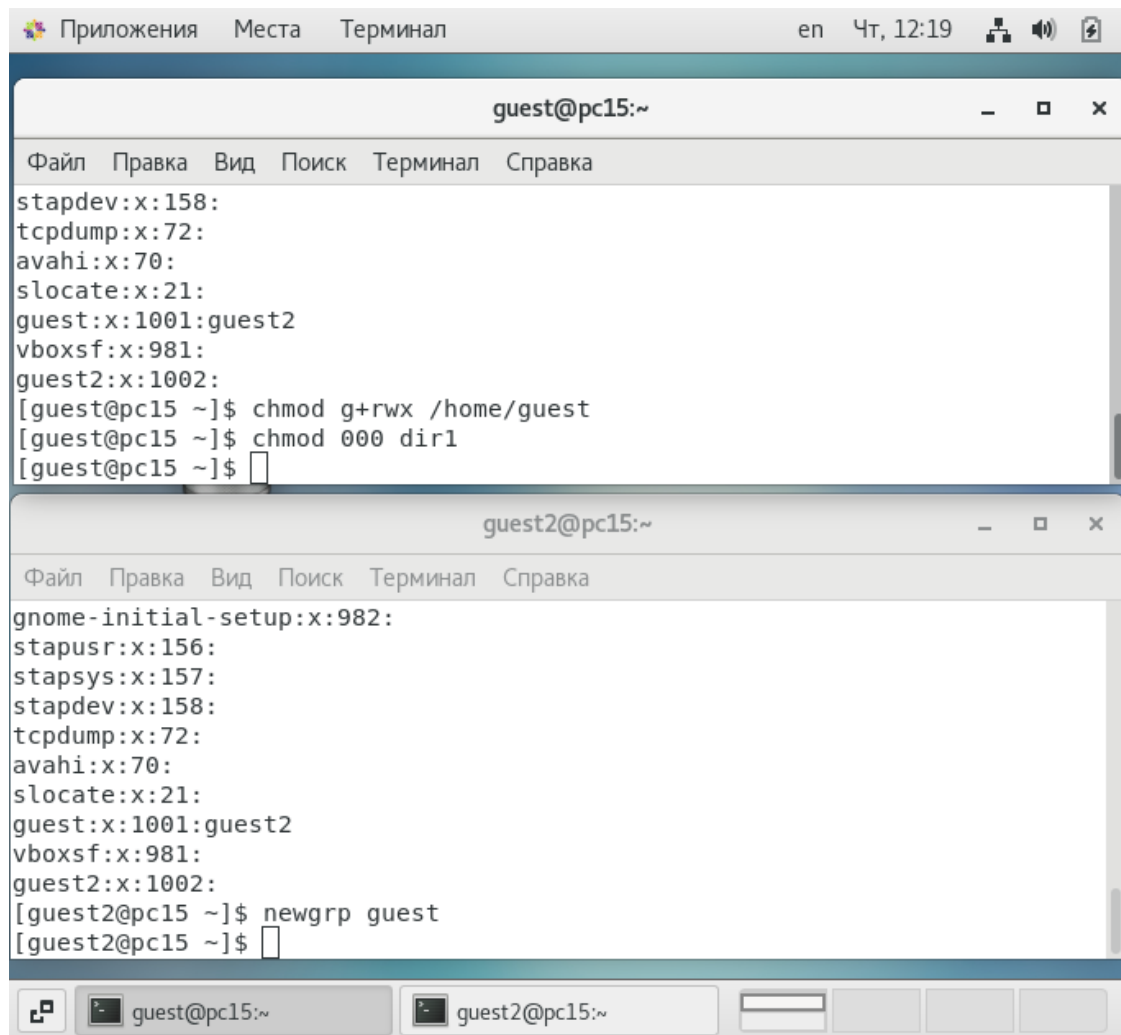 Приложения Места Терминал en Чт, 12:19
guest@pc15:~
Файл Правка Вид Поиск Терминал Справка
stapdev:x:158:
tcpdump:x:72:
avahi:x:70:
slocate:x:21:
guest:x:1001:guest2
vboxsf:x:981:
guest2:x:1002:
[guest@pc15 ~]$ chmod g+rwx /home/guest
[guest@pc15 ~]$ chmod 000 dir1
[guest@pc15 ~]$
guest2@pc15:~
Файл Правка Вид Поиск Терминал Справка
gnome-initial-setup:x:982:
stapusr:x:156:
stapsys:x:157:
stapdev:x:158:
tcpdump:x:72:
avahi:x:70:
slocate:x:21:
guest:x:1001:guest2
vboxsf:x:981:
guest2:x:1002:
[guest2@pc15 ~]$ newgrp guest
[guest2@pc15 ~]$
guest@pc15:~ guest2@pc15:~